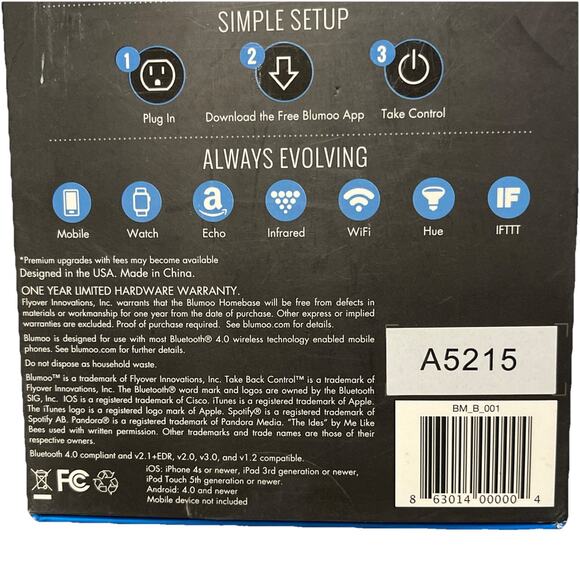 SIMPLE SETUP
1 2 3
Plug In Download the Free Blumoo App Take Control
ALWAYS EVOLVING
a IF
Mobile Watch Echo Infrared WiFi Hue IFTTT
*Premium upgrades with fees may become available
Designed in the USA. Made in China.
ONE YEAR LIMITED HARDWARE WARRANTY.
Flyover Innovations, Inc. warrants that the Blumoo Homebase will be free from defects in
materials or workmanship for one year from the date of purchase. Other express or implied
warranties are excluded. Proof of purchase required. See blumoo.com for details.
Blumoo is designed for use with most Bluetooth® 4.0 wireless technology enabled mobile
phones. See blumoo.com for further details.
Do not dispose as household waste.
Blumoo™ is a trademark of Flyover Innovations, Inc. Take Back Control™ is a trademark of
Flyover Innovations, Inc. The Bluetooth® word mark and logos are owned by the Bluetooth
SIG, Inc. IOS is a registered trademark of Cisco. iTunes is a registered trademark of Apple.
The iTunes logo is a registered logo mark of Apple. Spotify® is a registered trademark of
Spotify AB. Pandora® is a registered trademark of Pandora Media. "The Ides" by Me Like
Bees used with written permission. Other trademarks and trade names are those of their
respective owners.
Bluetooth 4.0 compliant and v2.1+EDR, v2.0, v3.0, and v1.2 compatible.
FC
iOS: iPhone 4s or newer, iPad 3rd generation or newer,
iPod Touch 5th generation or newer.
Android: 4.0 and newer
Mobile device not included
A5215
BM_B_001
8 63014 00000 4